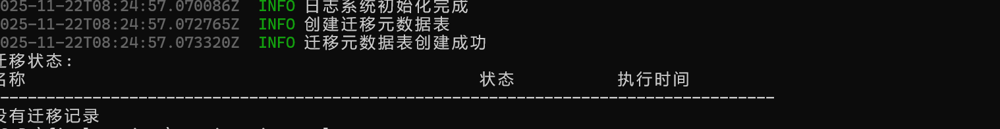 025-11-22T08:24:57.070086Z  INFO 日志系统初始化完成
025-11-22T08:24:57.072765Z  INFO 创建迁移元数据表
025-11-22T08:24:57.073320Z  INFO 迁移元数据表创建成功
迁移状态:
名称 状态 执行时间
------------------------------------------------------------------------------------
没有迁移记录